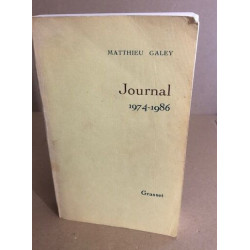 MATTHIEU GALEY
Journal
1974-1986
Grasset